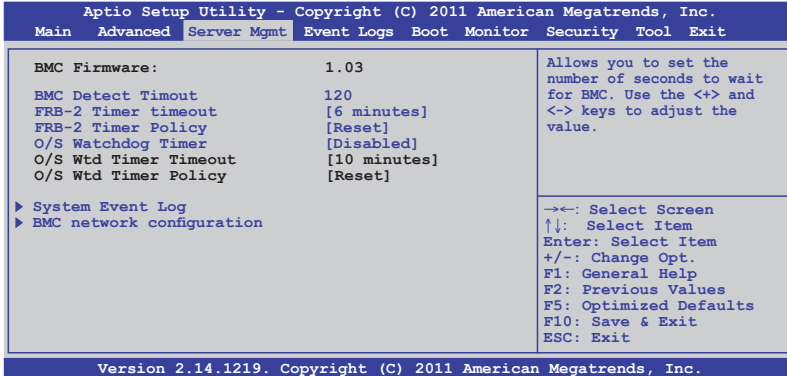 Aptio Setup Utility - Copyright (C) 2011 American Megatrends, Inc.
Main Advanced Server Mgmt Event Logs Boot Monitor Security Tool Exit
BMC Firmware: 1.03
BMC Detect Timout 120
FRB-2 Timer timeout [6 minutes]
FRB-2 Timer Policy [Reset]
O/S Watchdog Timer [Disabled]
O/S Wtd Timer Timeout [10 minutes]
O/S Wtd Timer Policy [Reset]
System Event Log
BMC network configuration
Allows you to set the
number of seconds to wait
for BMC. Use the <+> and
<-> keys to adjust the
value.
→←: Select Screen
↑↓: Select Item
Enter: Select Item
+/-: Change Opt.
F1: General Help
F2: Previous Values
F5: Optimized Defaults
F10: Save & Exit
ESC: Exit
Version 2.14.1219. Copyright (C) 2011 American Megatrends, Inc.